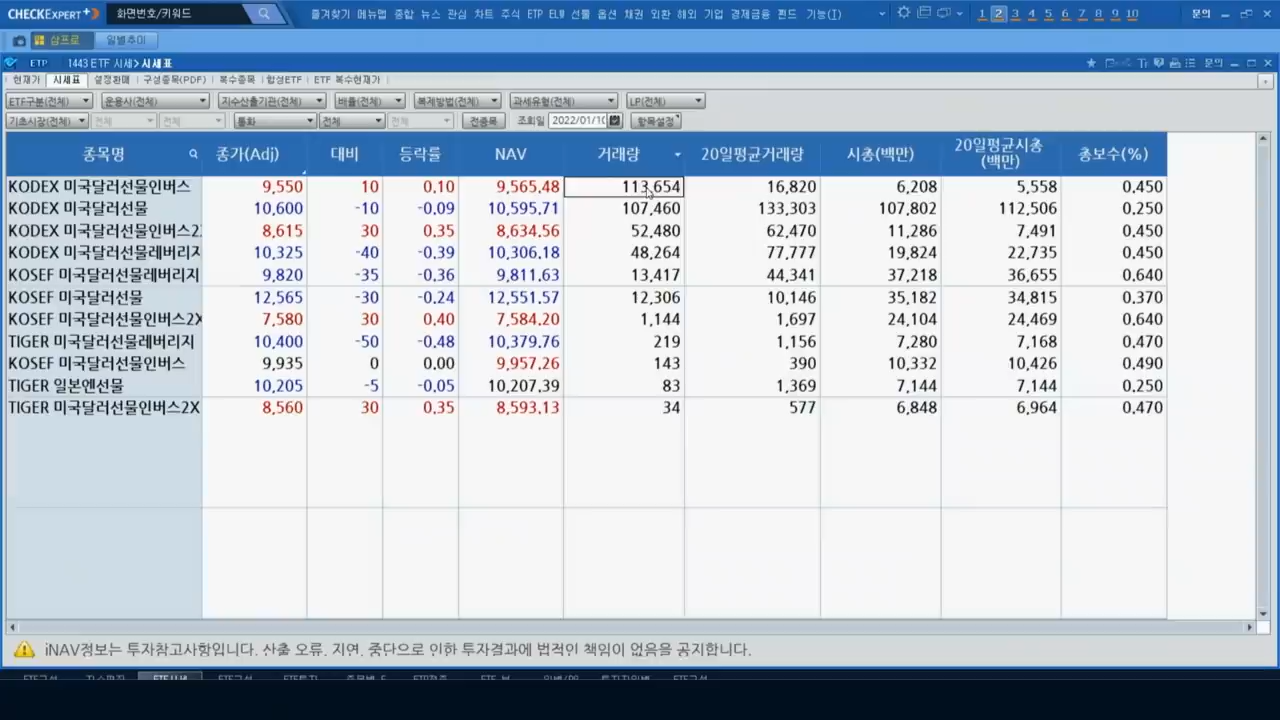 CHECKEXPERT+ 화면번호/키워드 즐겨찾기 메뉴맵 종합 뉴스 관심 차트 주식 ETP ELW 선물 옵션 채권 외환 해외 기업 경제금융 펀드 기능(I) 1 2 3 4 5 6 7 8 9 10 문의
삼프로 일별추이
ETP 1443 ETF 시세> 시세표 문의
현재가 시세표 설정환매 구성종목(PDF) 복수종목 합성ETF ETF 복수현재가
ETF구분(전체) 운용사(전체) 지수산출기관(전체) 배율(전체) 복제방법(전체) 과세유형(전체) LP(전체)
기초시장(전체) 전체 전체 통화 전체 전체 전종목 조회일 2022/01/10 항목설정
종목명 종가(Adj) 대비 등락률 NAV 거래량 20일평균거래량 시총(백만) 20일평균시총(백만) 총보수(%)
KODEX 미국달러선물인버스 9,550 10 0.10 9,565.48 113,654 16,820 6,208 5,558 0.450
KODEX 미국달러선물 10,600 -10 -0.09 10,595.71 107,460 133,303 107,802 112,506 0.250
KODEX 미국달러선물인버스2 8,615 30 0.35 8,634.56 52,480 62,470 11,286 7,491 0.450
KODEX 미국달러선물레버리지 10,325 -40 -0.39 10,306.18 48,264 77,777 19,824 22,735 0.450
KOSEF 미국달러선물레버리지 9,820 -35 -0.36 9,811.63 13,417 44,341 37,218 36,655 0.640
KOSEF 미국달러선물 12,565 -30 -0.24 12,551.57 12,306 10,146 35,182 34,815 0.370
KOSEF 미국달러선물인버스2X 7,580 30 0.40 7,584.20 1,144 1,697 24,104 24,469 0.640
TIGER 미국달러선물레버리지 10,400 -50 -0.48 10,379.76 219 1,156 7,280 7,168 0.470
KOSEF 미국달러선물인버스 9,935 0 0.00 9,957.26 143 390 10,332 10,426 0.490
TIGER 일본엔선물 10,205 -5 -0.05 10,207.39 83 1,369 7,144 7,144 0.250
TIGER 미국달러선물인버스2X 8,560 30 0.35 8,593.13 34 577 6,848 6,964 0.470
iNAV정보는 투자참고사항입니다. 산출 오류, 지연, 중단으로 인한 투자결과에 법적인 책임이 없음을 공지합니다.